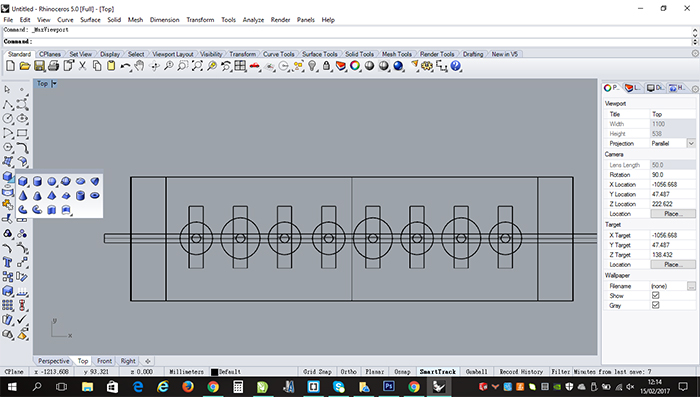 Untitled - Rhinoceros 5.0 [Full] - [Top]
File Edit View Curve Surface Solid Mesh Dimension Transform Tools Analyze Render Panels Help
Command: _MaxViewport
Command:
Standard CPlanes Set View Display Select Viewport Layout Visibility Transform Curve Tools Surface Tools Solid Tools Mesh Tools Render Tools Drafting New in V5
Top
P... L... Di... H...
Viewport
Title Top
Width 1100
Height 538
Projection Parallel
Camera
Lens Length 50.0
Rotation 90.0
X Location -1056.668
Y Location 47.487
Z Location 222.622
Location Place...
Target
X Target -1056.668
Y Target 47.487
Z Target 138.432
Location Place...
Wallpaper
Filename (none) ...
Show
Gray
y
x
Perspective Top Front Right
CPlane x -1213.608 y 93.321 z 0.000 Millimeters Default Grid Snap Ortho Planar Osnap SmartTrack Gumball Record History Filter Minutes from last save: 7
12:14
15/02/2017